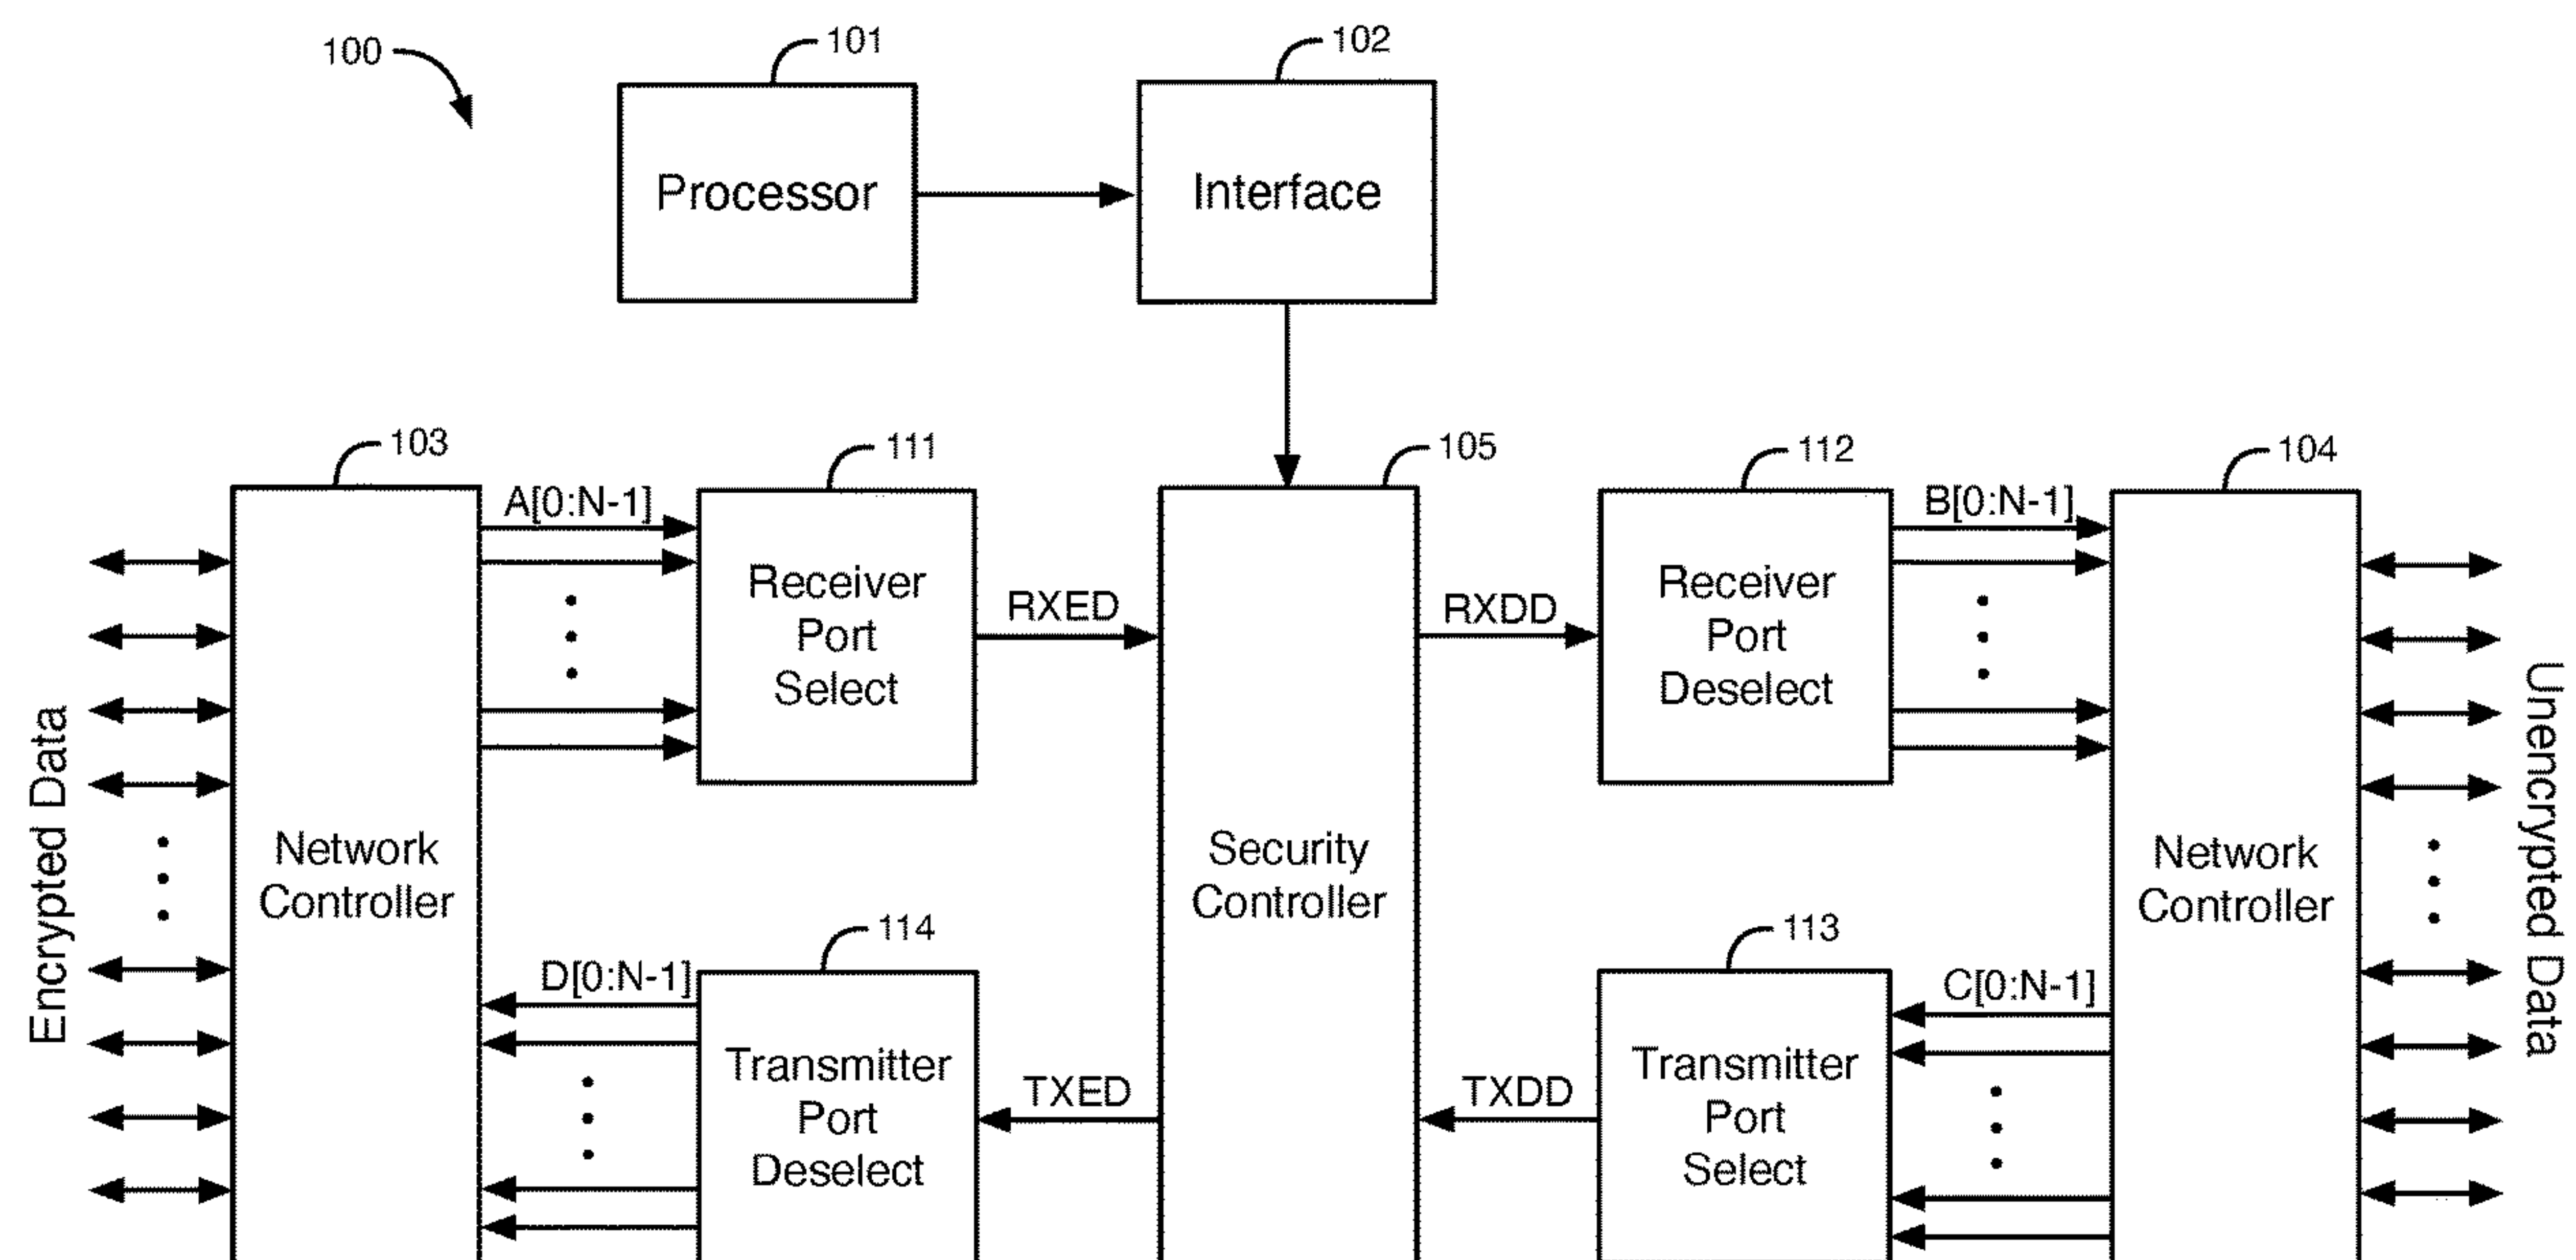 100
101
102
Processor
Interface
103
111
105
112
104
A[0:N-1]
B[0:N-1]
Receiver
Port
Select
RXED
RXDD
Receiver
Port
Deselect
Encrypted Data
Network
Controller
Security
Controller
Network
Controller
Unencrypted Data
114
113
D[0:N-1]
C[0:N-1]
Transmitter
Port
Deselect
TXED
TXDD
Transmitter
Port
Select